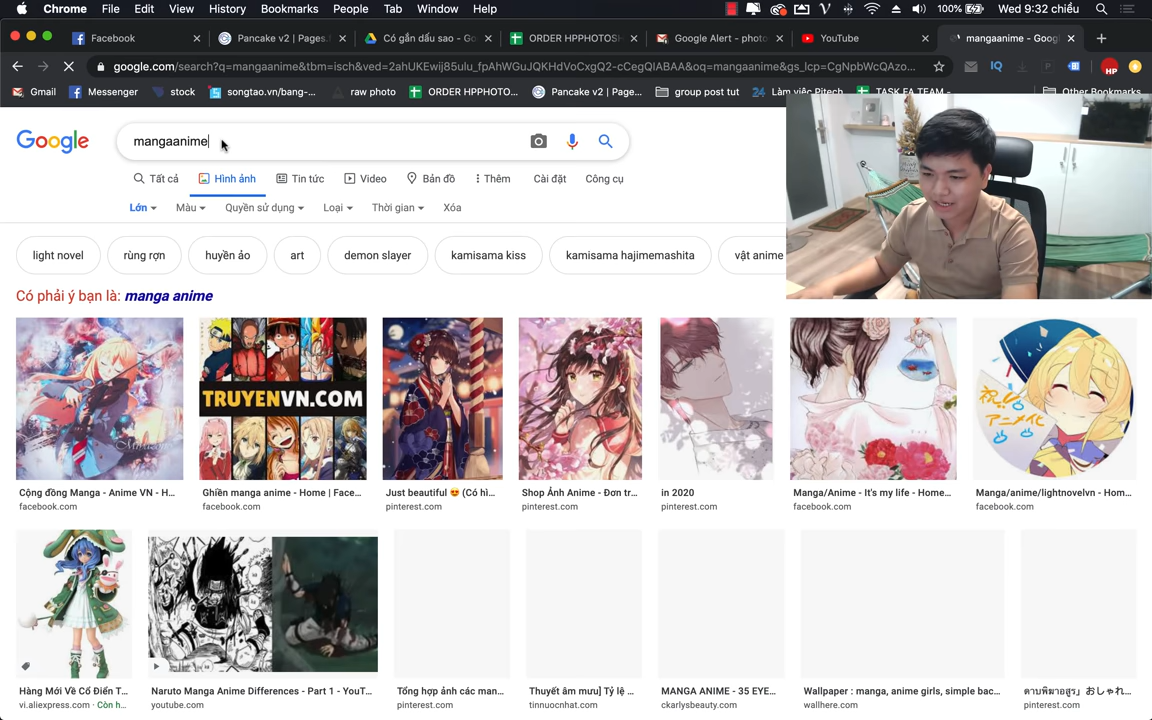 Chrome File Edit View History Bookmarks People Tab Window Help 100% Wed 9:32 chiều
Facebook Pancake v2 | Pages. Có gắn dấu sao - Go ORDER HPPHOTOSH Google Alert - photo YouTube mangaanime - Goog
google.com/search?q=mangaanime&tbm=isch&ved=2ahUKEwij85ulu_fpAhWGuJQKHdVoCxgQ2-cCegQIABAA&oq=mangaanime&gs_lcp=CgNpbWcQAzo...
IQ
P
HP
Gmail Messenger stock songtao.vn/bang-... raw photo ORDER HPPHOTO... Pancake v2 | Page... group post tut Làm việc Pitech TASK FA TEAM - Other Bookmarks
Google
mangaanime
Tất cả Hình ảnh Tin tức Video Bản đồ Thêm Cài đặt Công cụ
Lớn Màu Quyền sử dụng Loại Thời gian Xóa
light novel rùng rợn huyền ảo art demon slayer kamisama kiss kamisama hajimemashita vật anime
Có phải ý bạn là: manga anime
TRUYENVN.COM
Cộng đồng Manga - Anime VN - H...
facebook.com
Ghiền manga anime - Home | Face...
facebook.com
Just beautiful 😍 (Có hì...
pinterest.com
Shop Ảnh Anime - Đơn tr...
pinterest.com
in 2020
pinterest.com
Manga/Anime - It's my life - Home...
facebook.com
Manga/anime/lightnovelvn - Hom...
facebook.com
Hàng Mới Về Cổ Điển T...
vi.aliexpress.com · Còn h...
Naruto Manga Anime Differences - Part 1 - YouT...
youtube.com
Tổng hợp ảnh các man...
pinterest.com
Thuyết âm mưu] Tỷ lệ ...
tinnuocnhat.com
MANGA ANIME - 35 EYE...
ckarlysbeauty.com
Wallpaper : manga, anime girls, simple bac...
wallhere.com
pinterest.com